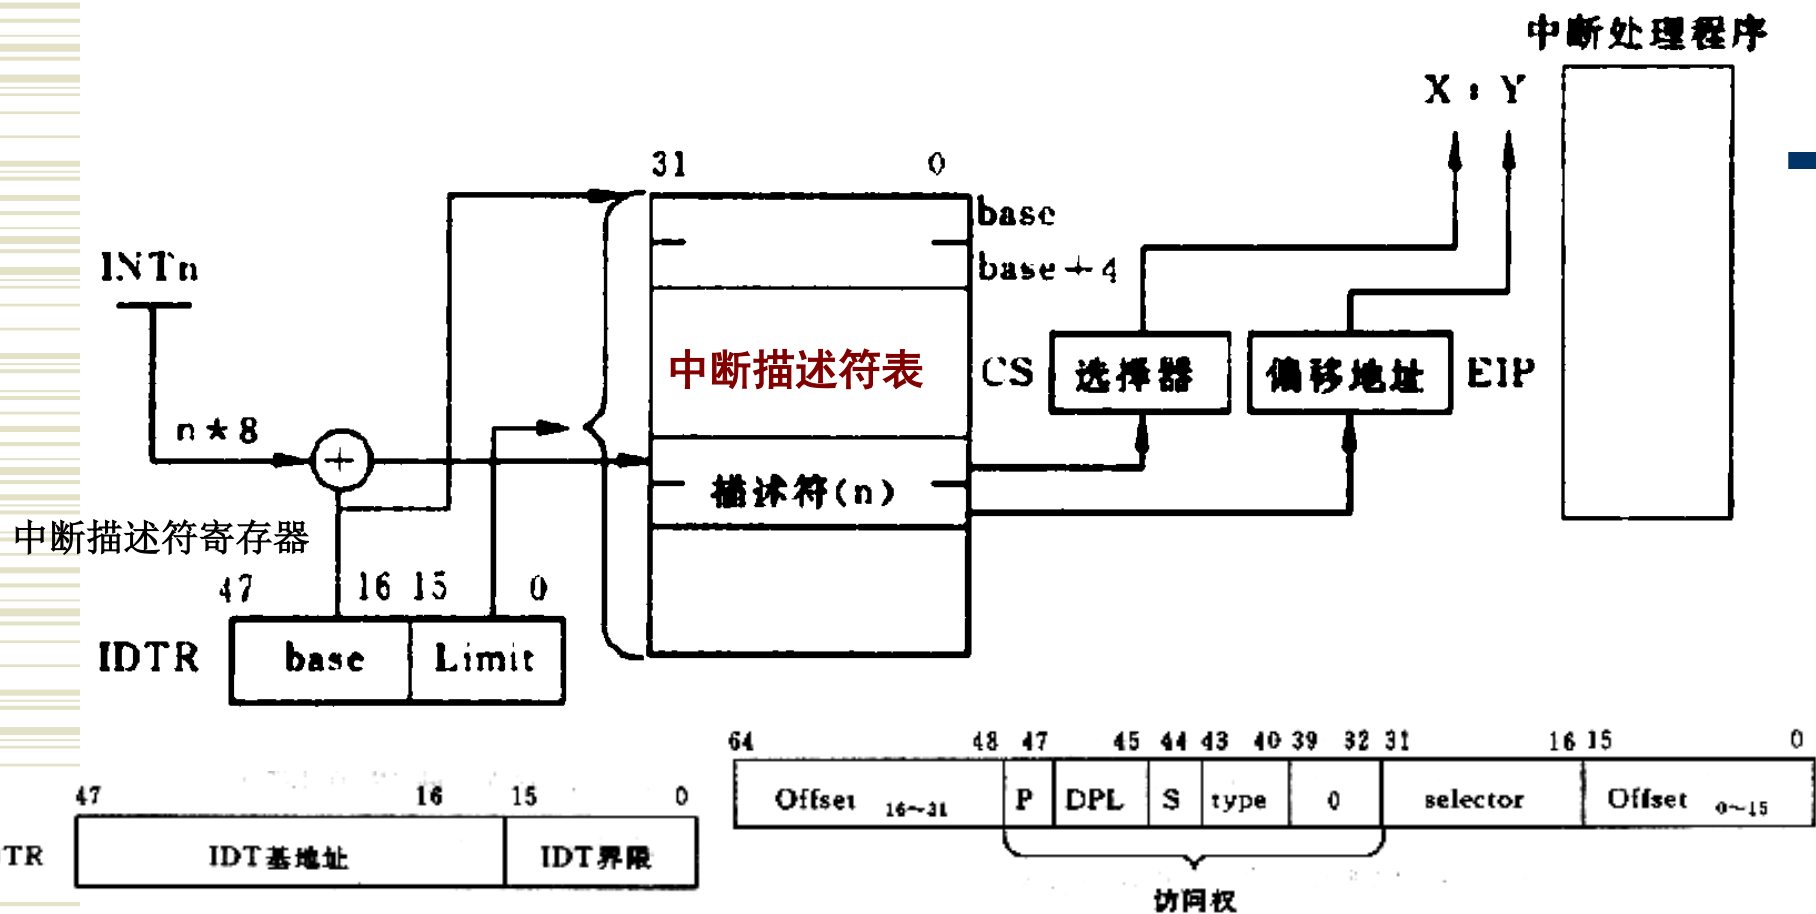 中断处理程序
X : Y
31 0
base
INTn
base+4
中断描述符表
CS 选择器 偏移地址 EIP
n*8
+
描述符(n)
中断描述符寄存器
47 16 15 0
IDTR base Limit
64 48 47 45 44 43 40 39 32 31 16 15 0
Offset 16~31 P DPL S type 0 selector Offset 0~15
47 16 15 0
TR IDT基地址 IDT界限
访问权